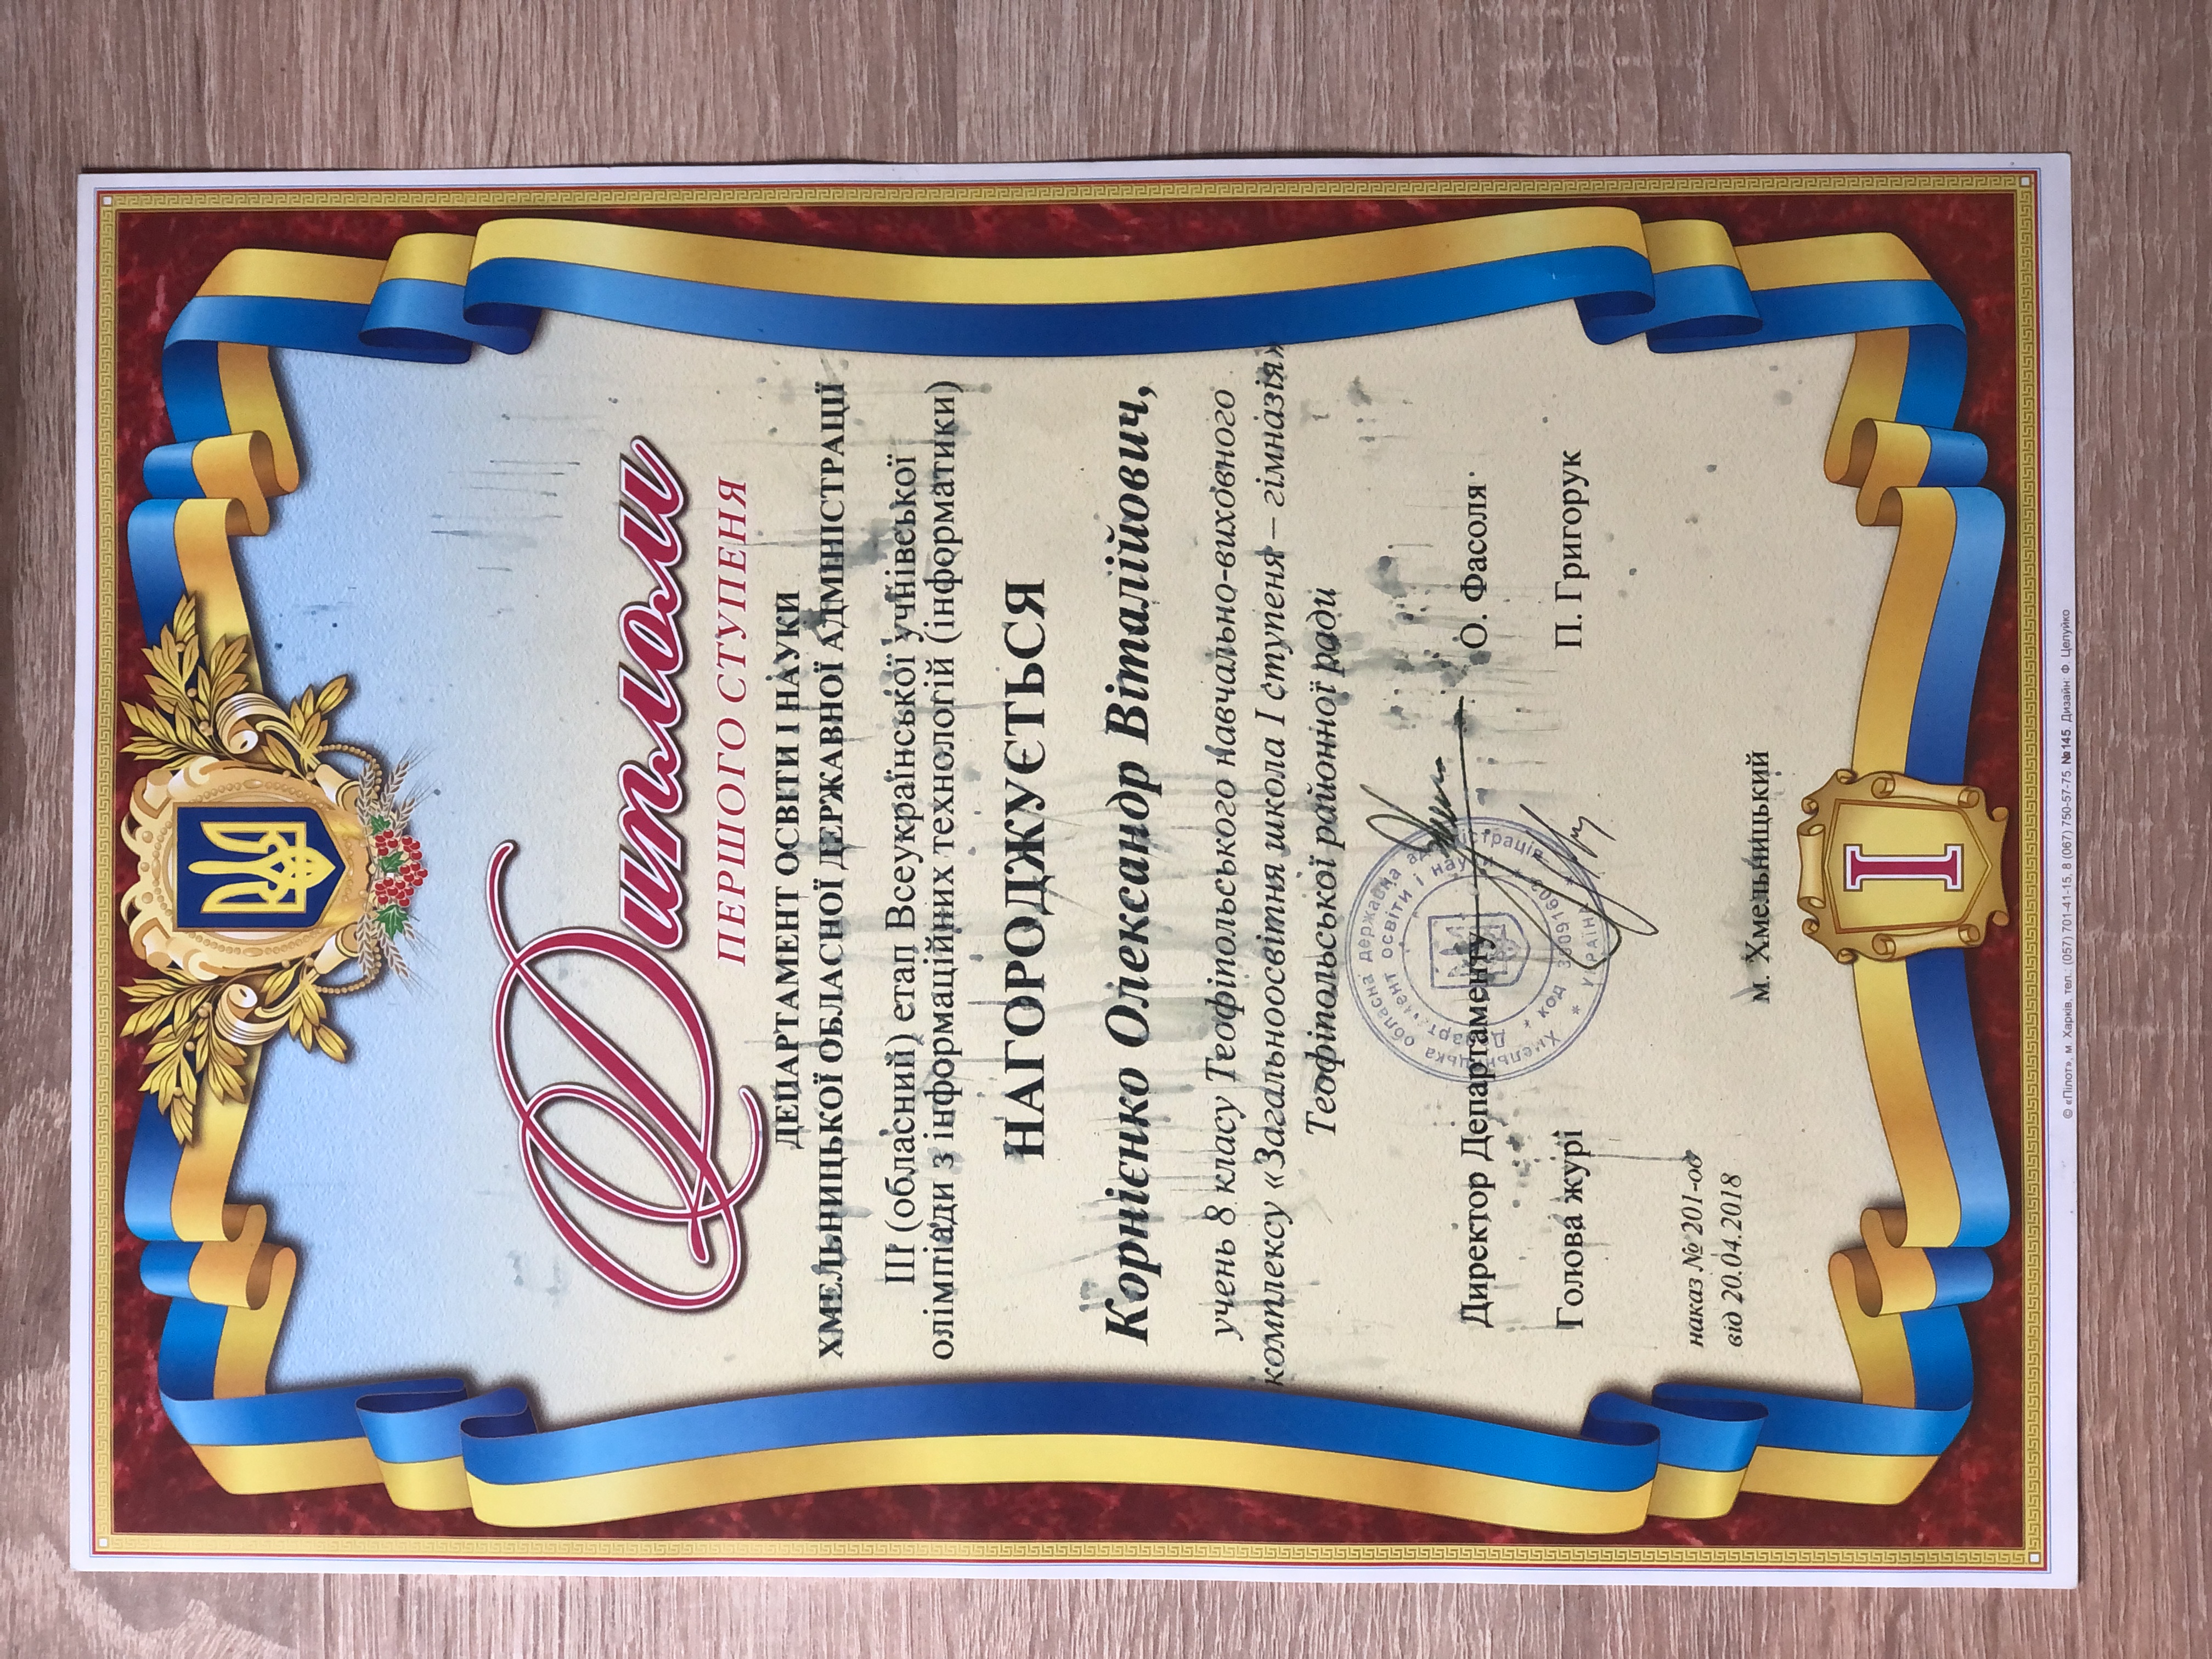 Диплом
ПЕРШОГО СТУПЕНЯ
ДЕПАРТАМЕНТ ОСВІТИ І НАУКИ
ХМЕЛЬНИЦЬКОЇ ОБЛАСНОЇ ДЕРЖАВНОЇ АДМІНІСТРАЦІЇ
ІІІ (обласний) етап Всеукраїнської учнівської
олімпіади з інформаційних технологій (інформатики)
НАГОРОДЖУЄТЬСЯ
Корнієнко Олександр Віталійович,
учень 8 класу Теофіпольського навчально-виховного
комплексу «Загальноосвітня школа І ступеня – гімназія»
Теофіпольської районної ради
Хмельницька обласна державна адміністрація
Департамент освіти і науки
* код
* УКРАЇНА *
Директор Департаменту О. Фасоля
Голова журі П. Григорук
наказ № 201-од
від 20.04.2018
м. Хмельницький
I
© «Пілот», м. Харків, тел.: (057) 701-41-15, 8 (067) 750-57-75. №145. Дизайн: Ф. Целуйко